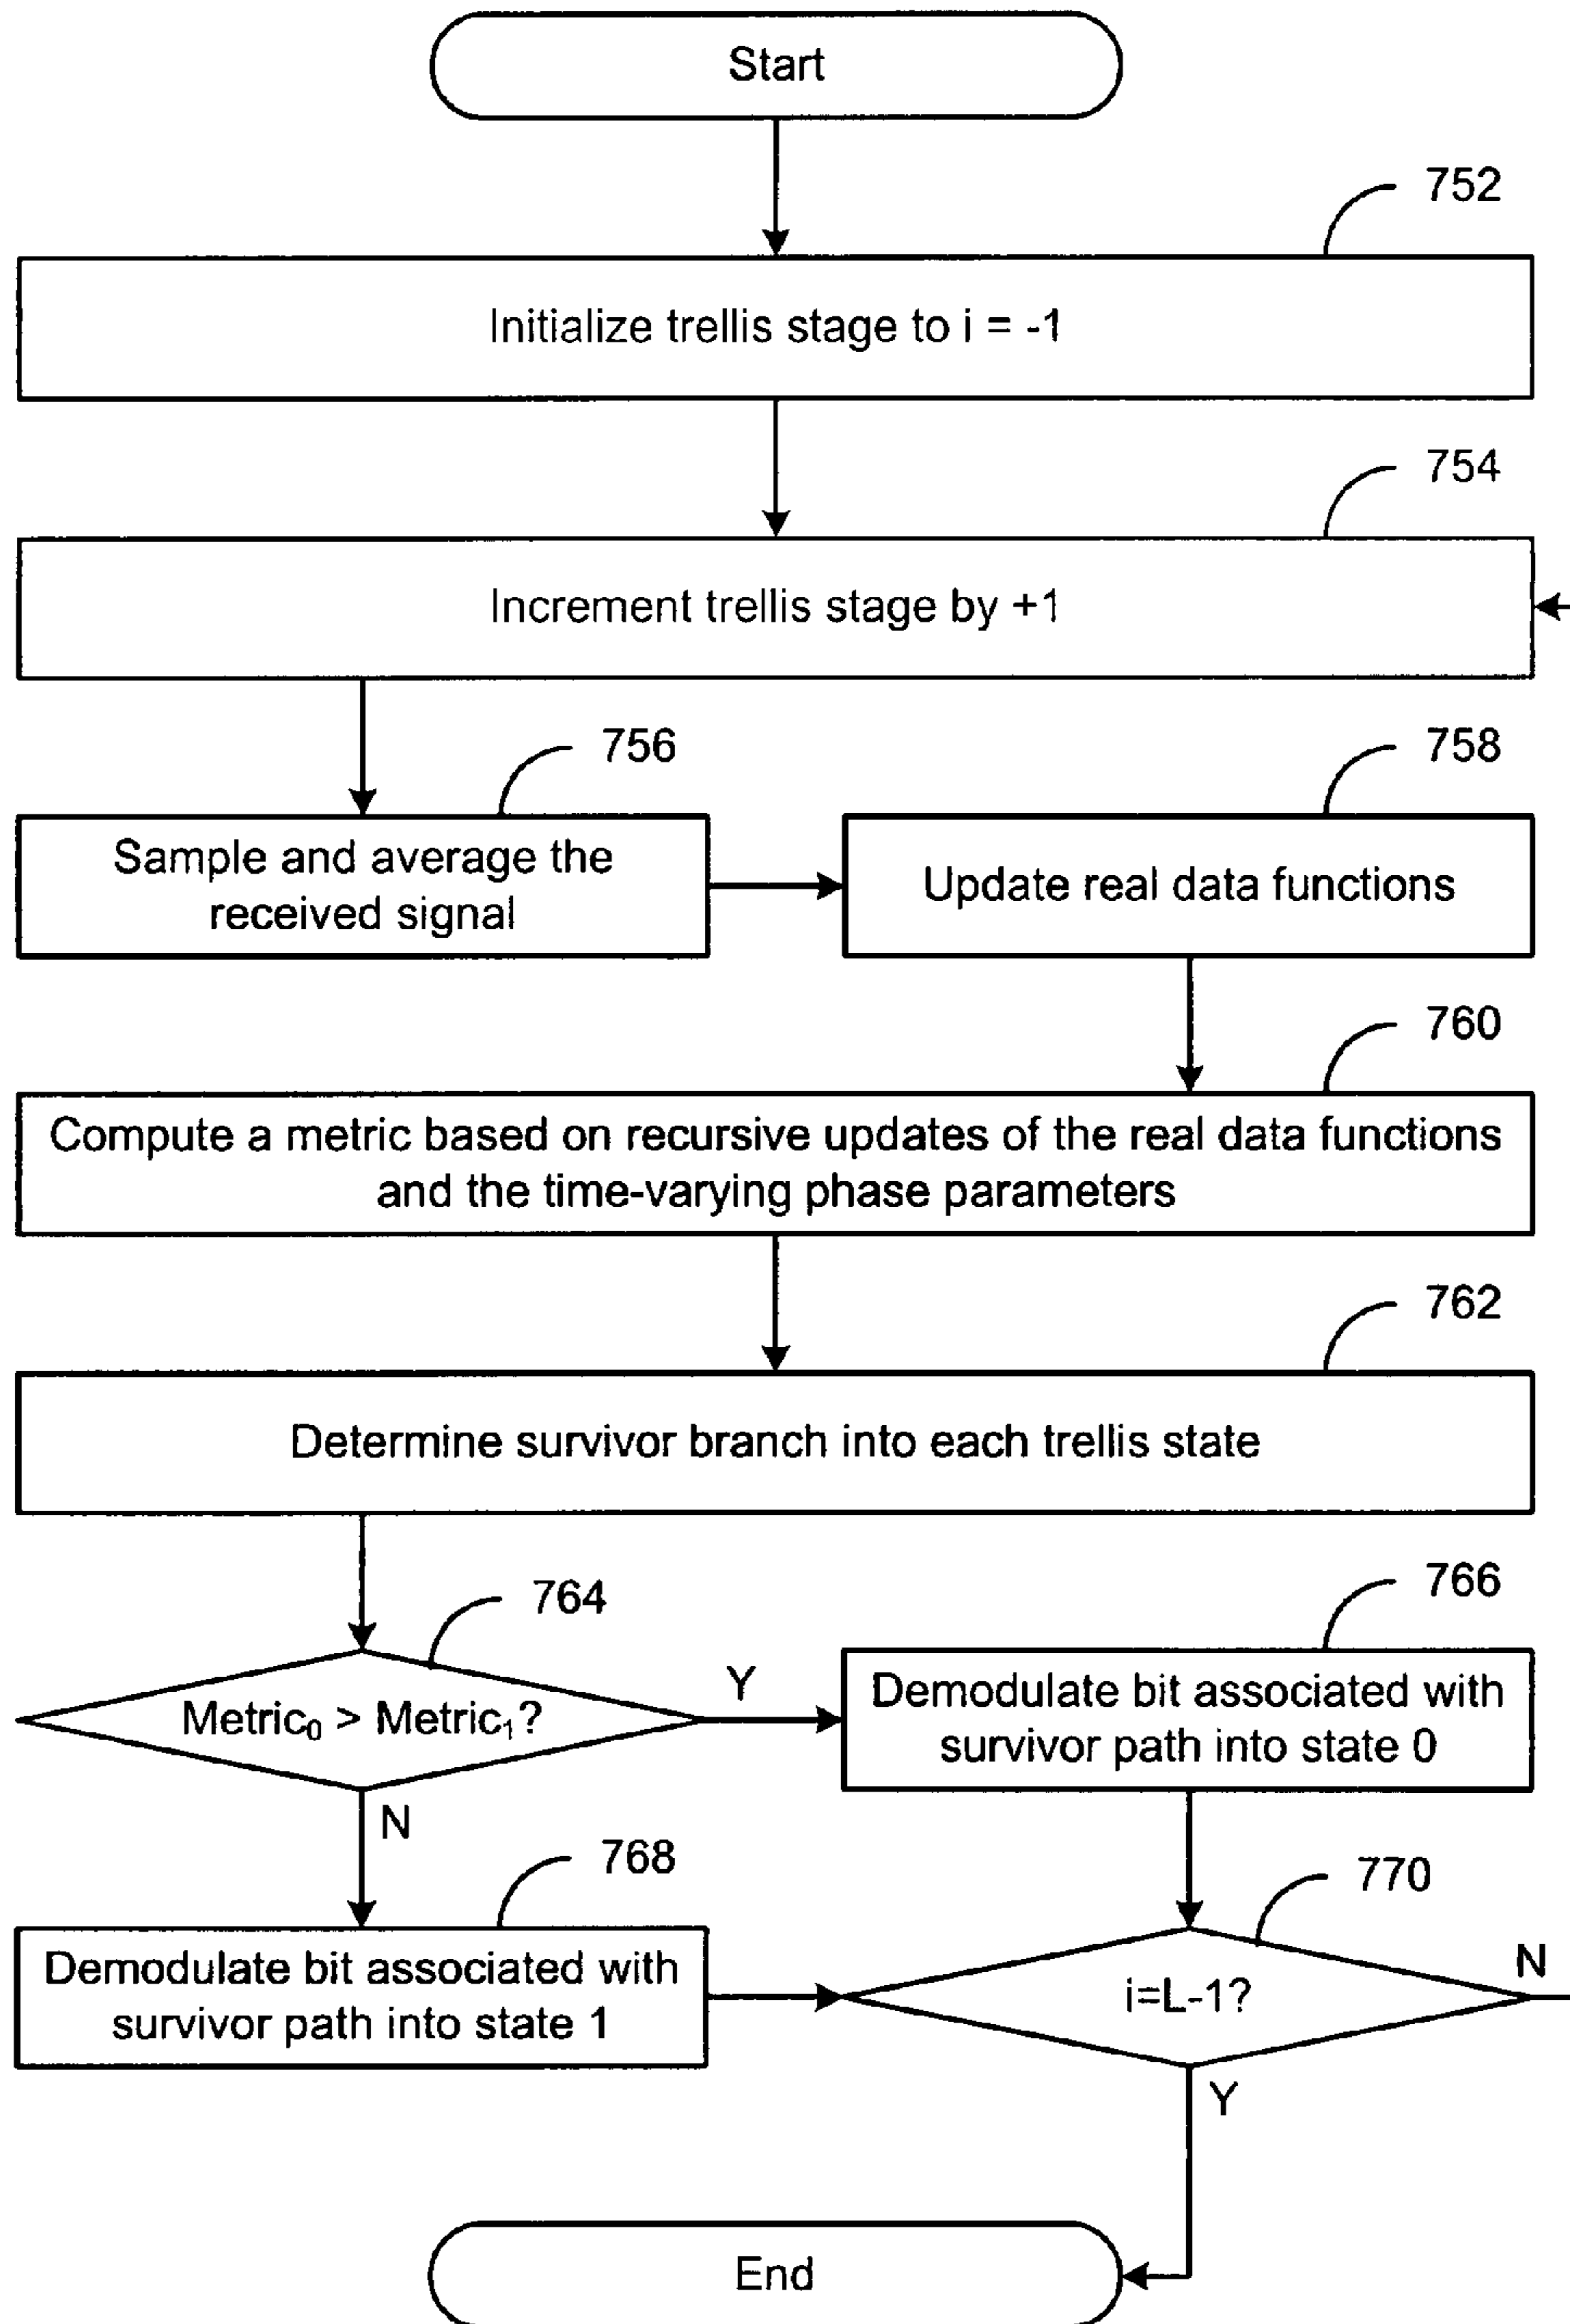 Start
752
Initialize trellis stage to i = -1
754
Increment trellis stage by +1
756
758
Sample and average the
received signal
Update real data functions
760
Compute a metric based on recursive updates of the real data functions
and the time-varying phase parameters
762
Determine survivor branch into each trellis state
764
766
Metric₀ > Metric₁?
Y
Demodulate bit associated with
survivor path into state 0
N
768
770
Demodulate bit associated with
survivor path into state 1
i=L-1?
N
Y
End